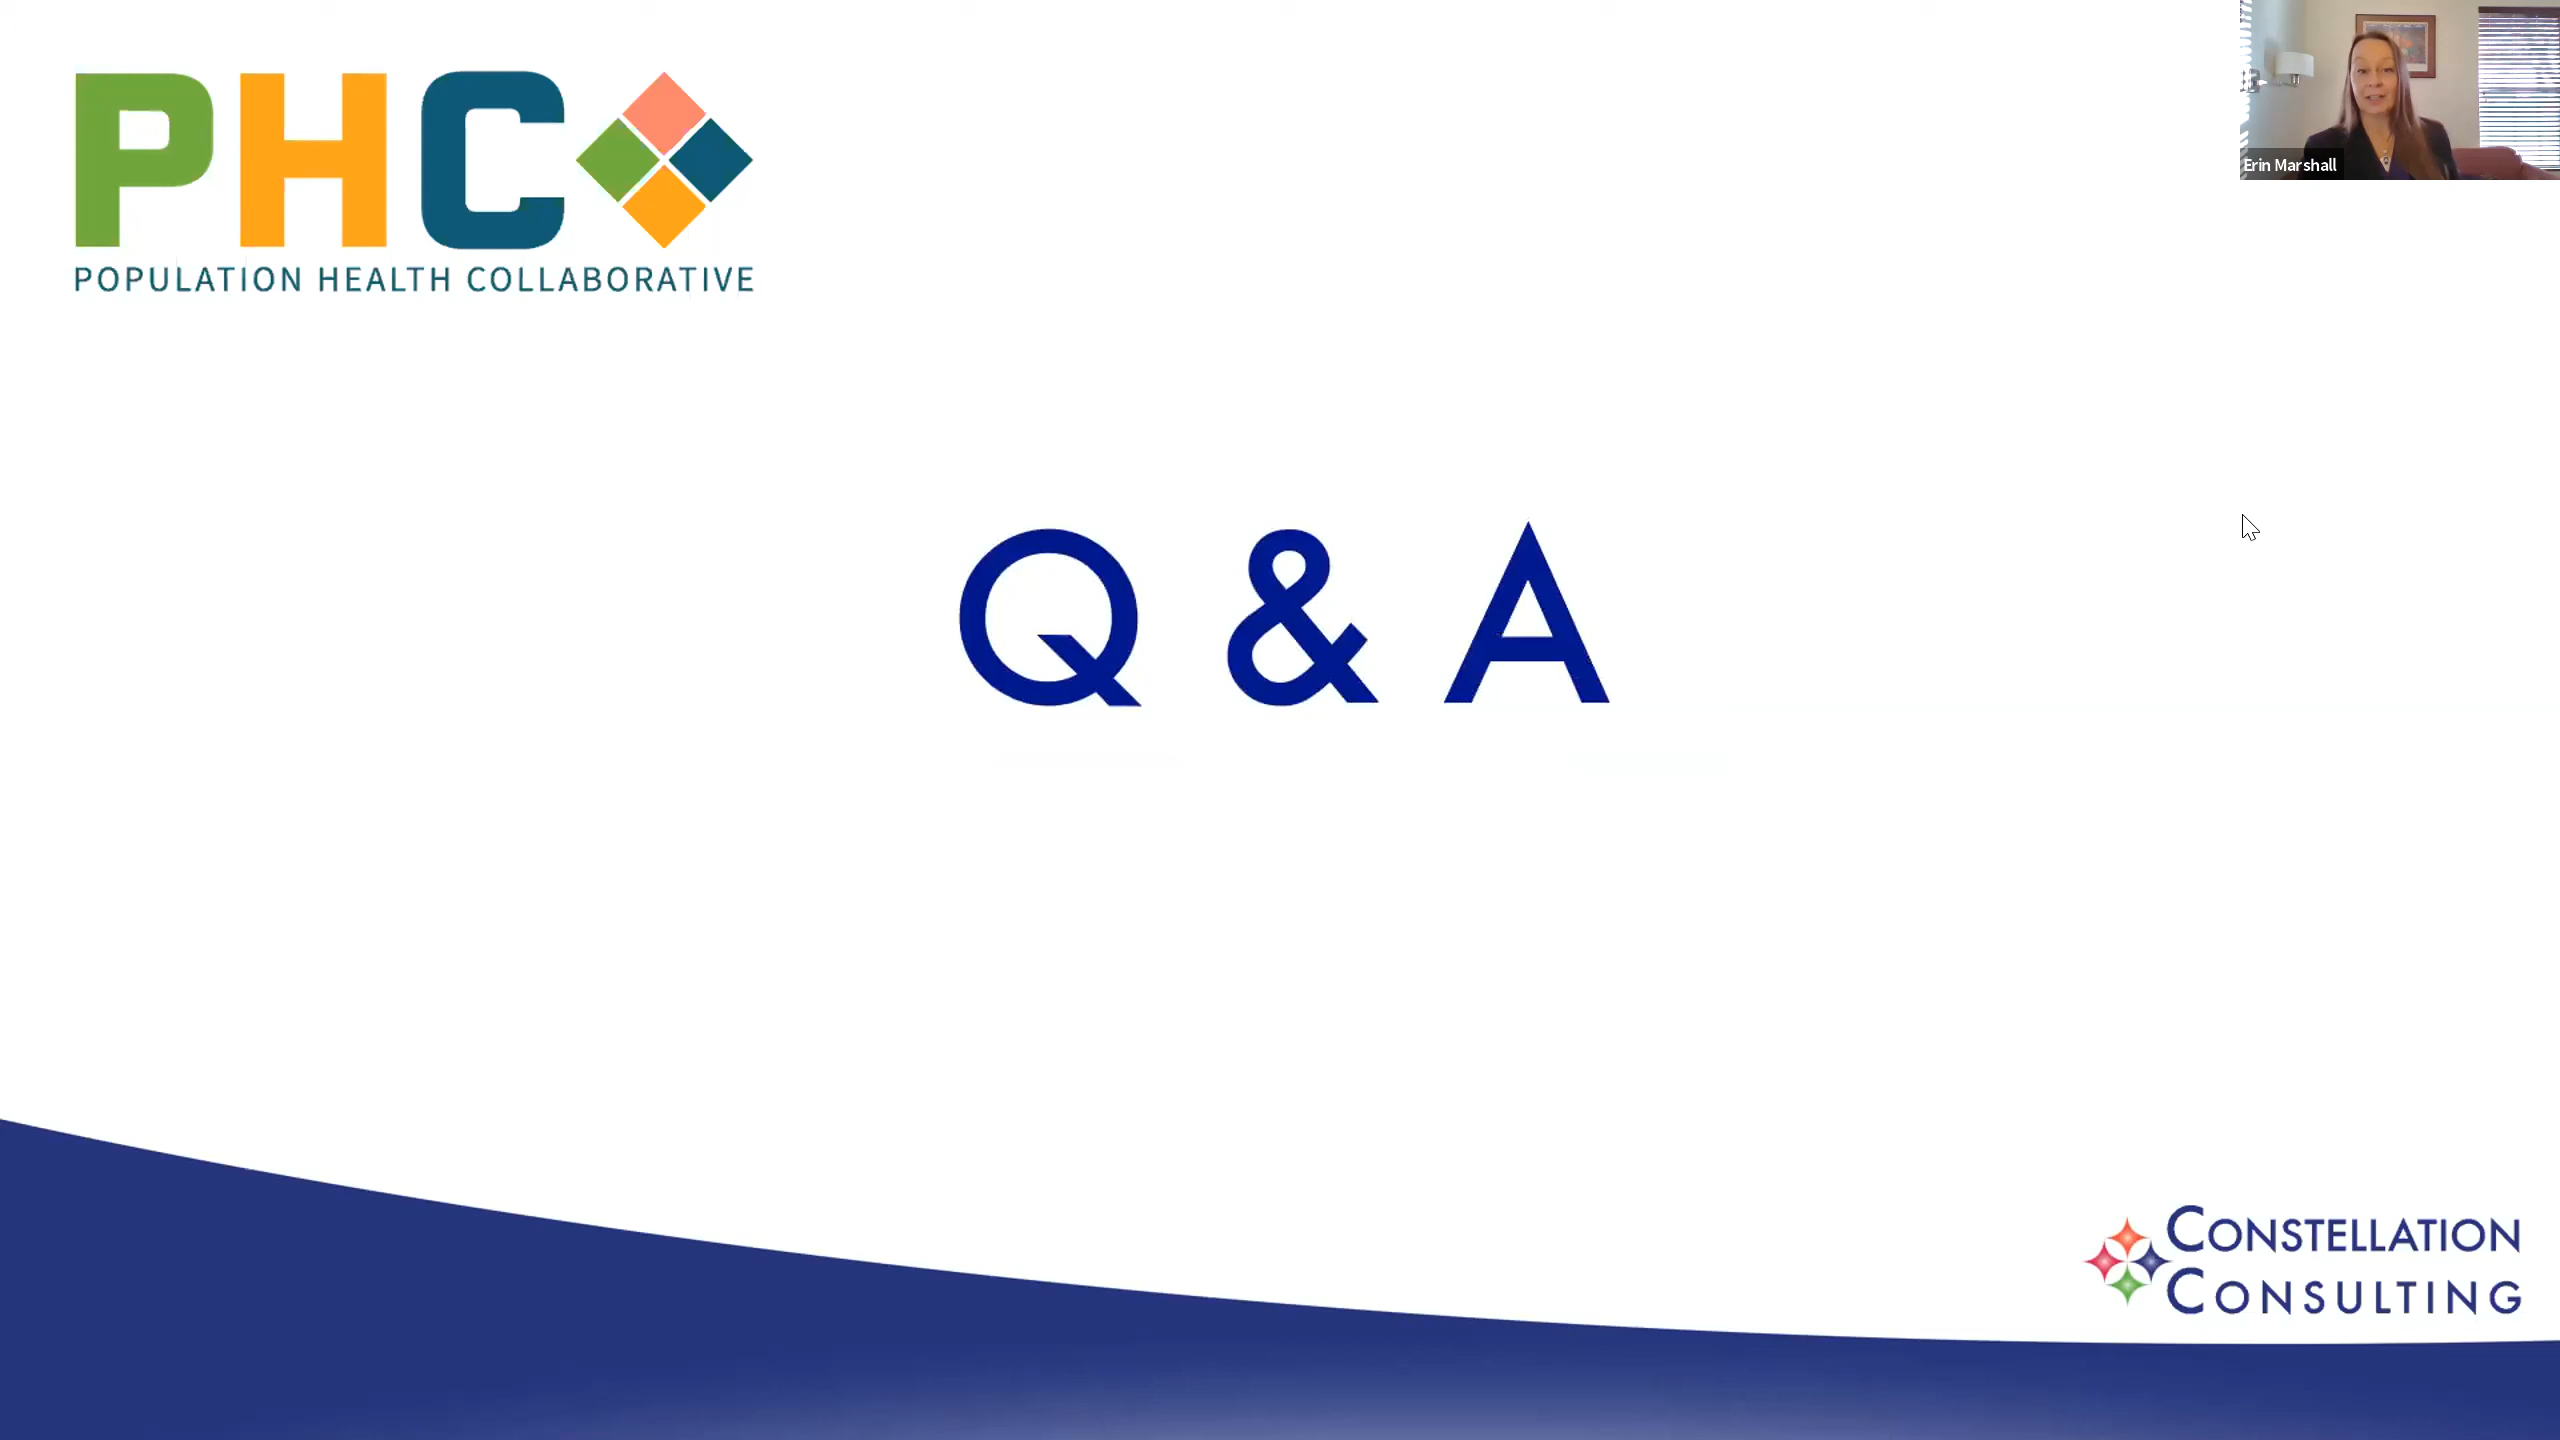 PHC
POPULATION HEALTH COLLABORATIVE
Erin Marshall
Q & A
CONSTELLATION
CONSULTING